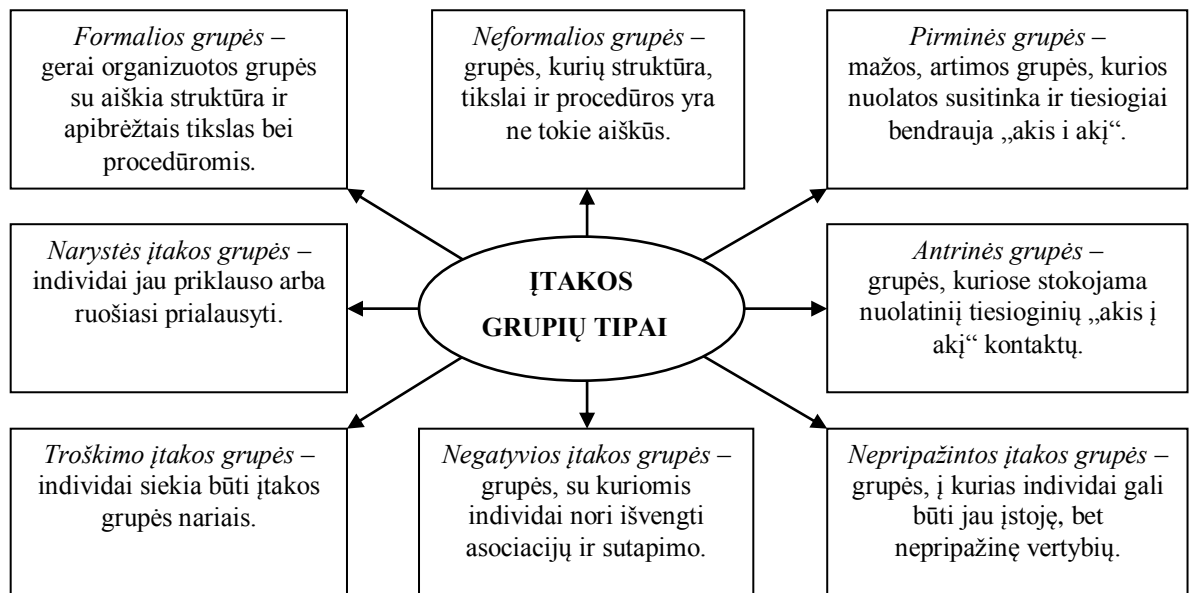 Formalios grupės –
gerai organizuotos grupės
su aiškia struktūra ir
apibrėžtais tikslas bei
procedūromis.
Neformalios grupės –
grupės, kurių struktūra,
tikslai ir procedūros yra
ne tokie aiškūs.
Pirminės grupės –
mažos, artimos grupės, kurios
nuolatos susitinka ir tiesiogiai
bendrauja „akis i akį“.
Narystės įtakos grupės –
individai jau priklauso arba
ruošiasi prialausyti.
ĮTAKOS
GRUPIŲ TIPAI
Antrinės grupės –
grupės, kuriose stokojama
nuolatiniį tiesioginių „akis į
akį“ kontaktų.
Troškimo įtakos grupės –
individai siekia būti įtakos
grupės nariais.
Negatyvios įtakos grupės –
grupės, su kuriomis
individai nori išvengti
asociacijų ir sutapimo.
Nepripažintos įtakos grupės –
grupės, į kurias individai gali
būti jau įstoję, bet
nepripažinę vertybių.